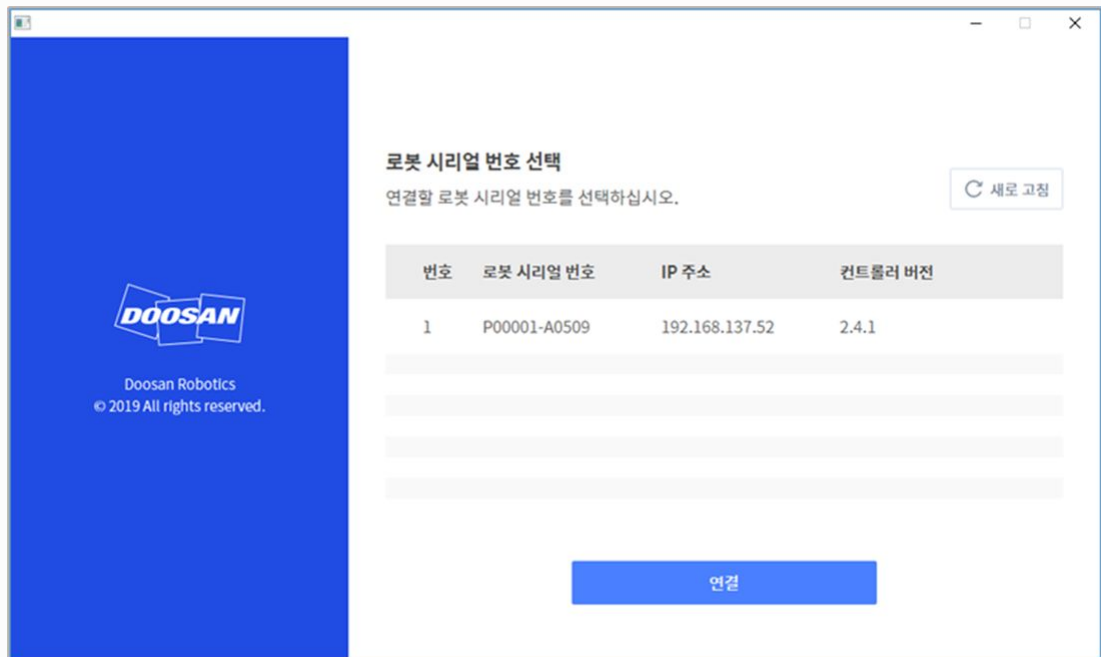 DOOSAN
Doosan Robotics
© 2019 All rights reserved.
로봇 시리얼 번호 선택
연결할 로봇 시리얼 번호를 선택하십시오.
새로 고침
번호 로봇 시리얼 번호 IP 주소 컨트롤러 버전
1 P00001-A0509 192.168.137.52 2.4.1
연결